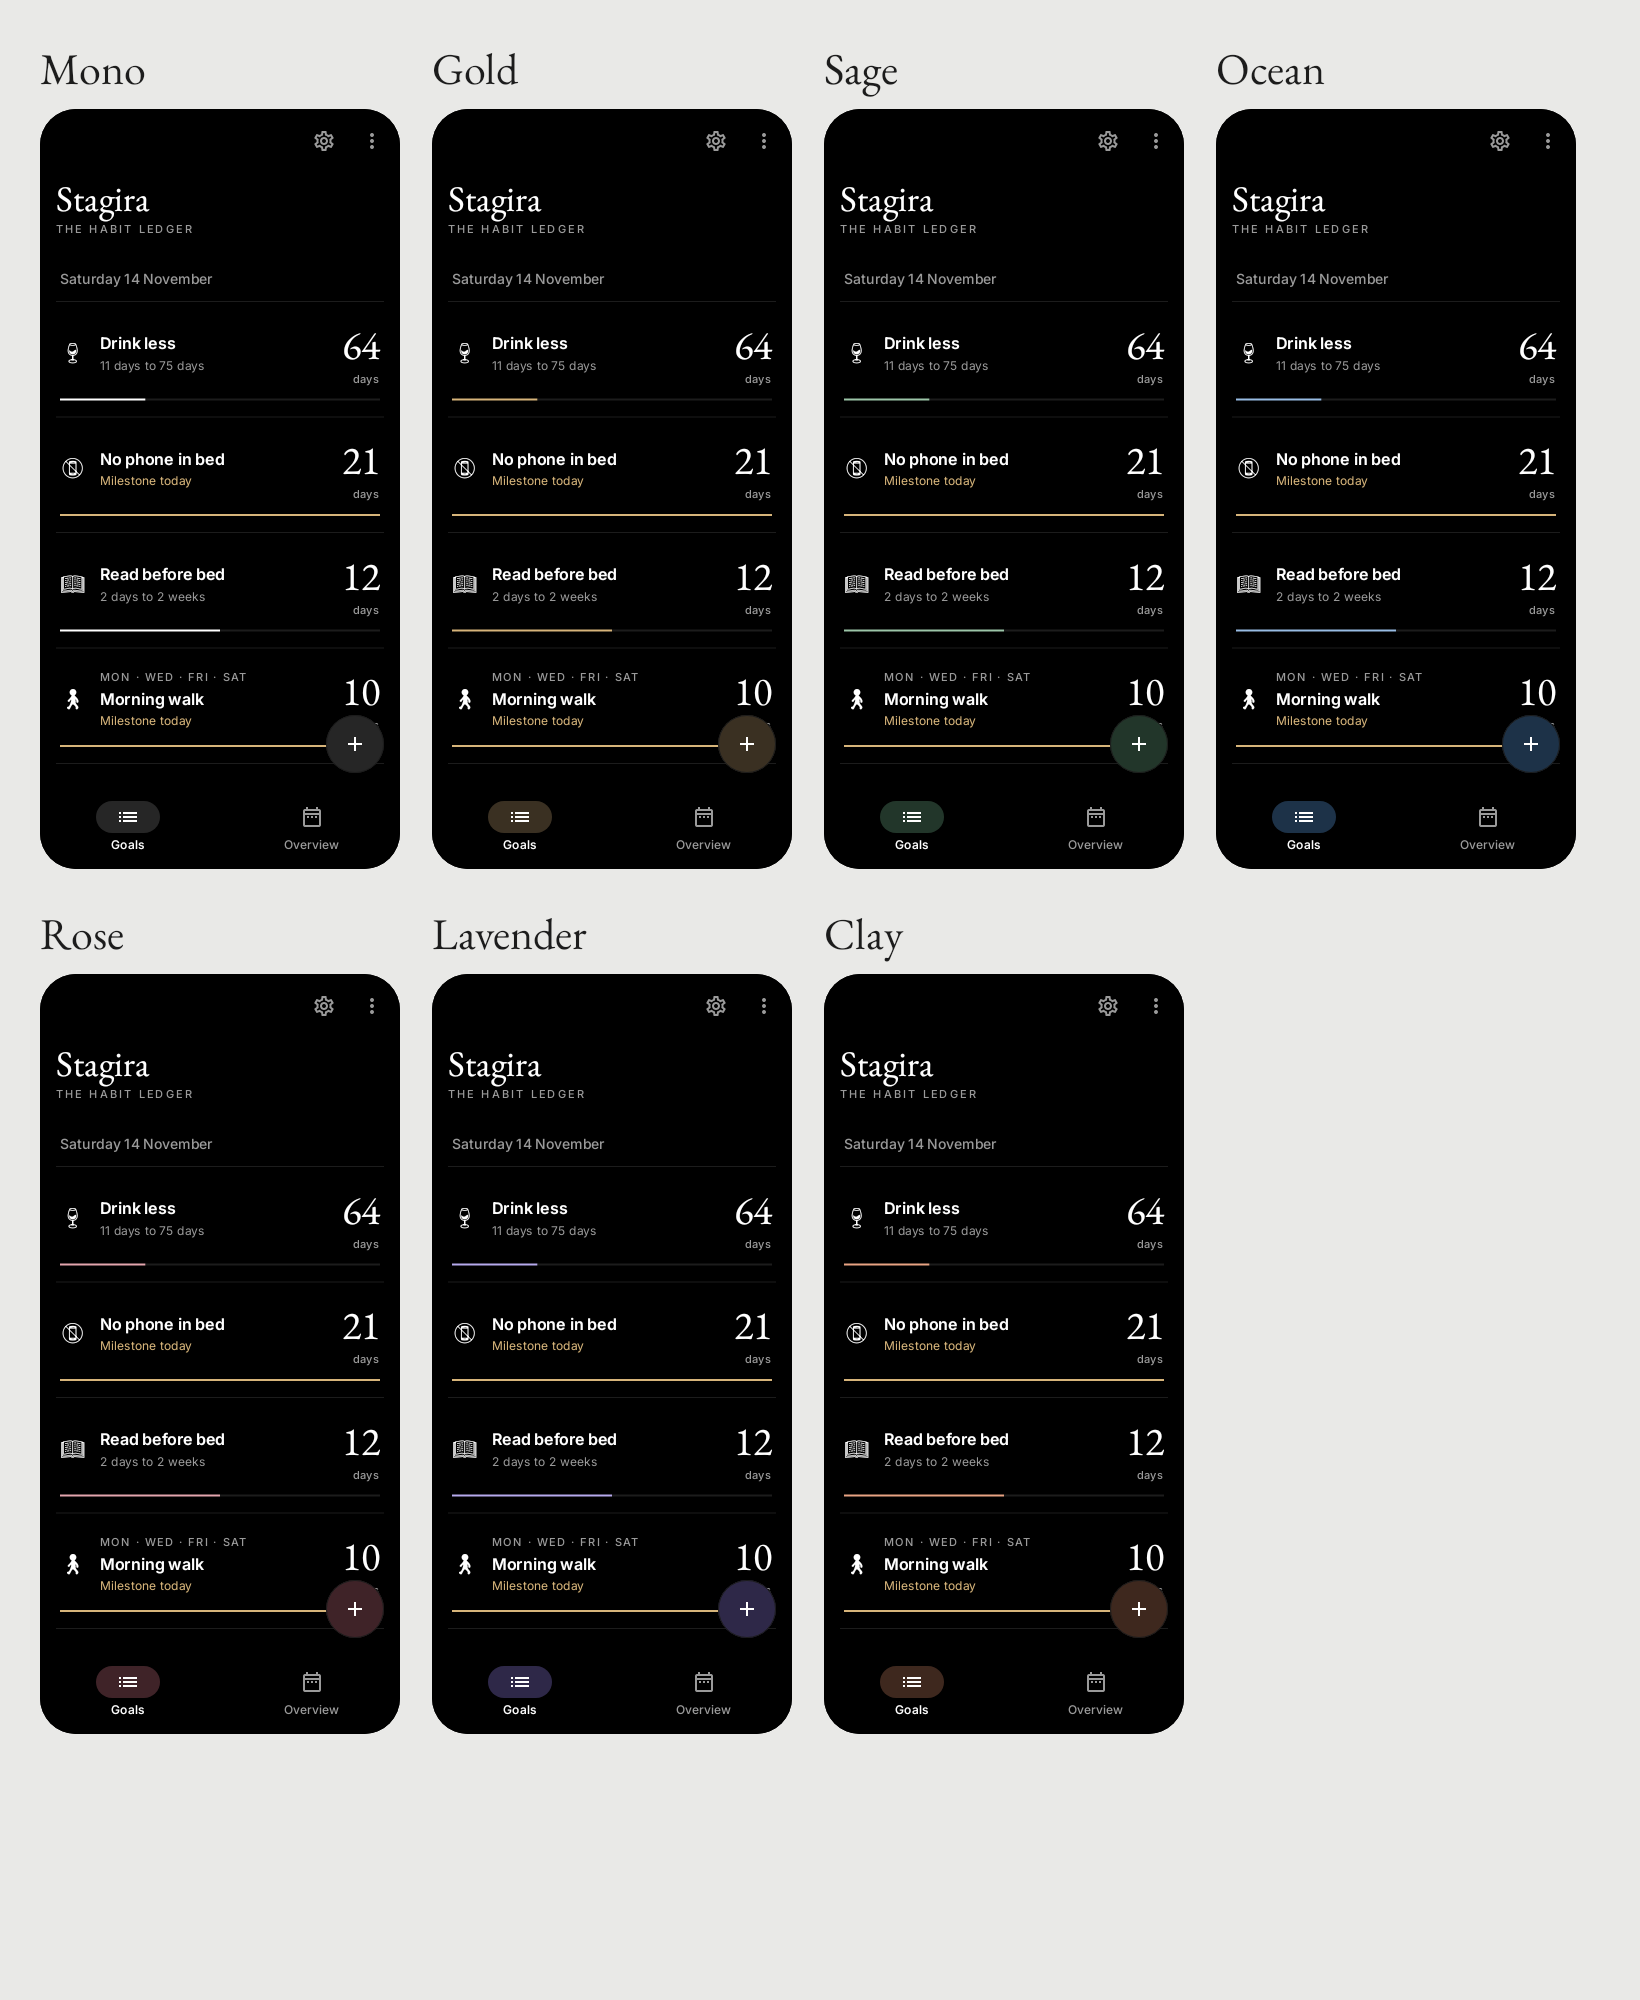 Mono
Stagira
THE HABIT LEDGER
Saturday 14 November
Drink less
11 days to 75 days
64
days
No phone in bed
Milestone today
21
days
Read before bed
2 days to 2 weeks
12
days
MON · WED · FRI · SAT
Morning walk
Milestone today
10
Goals
Overview
Gold
Stagira
THE HABIT LEDGER
Saturday 14 November
Drink less
11 days to 75 days
64
days
No phone in bed
Milestone today
21
days
Read before bed
2 days to 2 weeks
12
days
MON · WED · FRI · SAT
Morning walk
Milestone today
10
Goals
Overview
Sage
Stagira
THE HABIT LEDGER
Saturday 14 November
Drink less
11 days to 75 days
64
days
No phone in bed
Milestone today
21
days
Read before bed
2 days to 2 weeks
12
days
MON · WED · FRI · SAT
Morning walk
Milestone today
10
Goals
Overview
Ocean
Stagira
THE HABIT LEDGER
Saturday 14 November
Drink less
11 days to 75 days
64
days
No phone in bed
Milestone today
21
days
Read before bed
2 days to 2 weeks
12
days
MON · WED · FRI · SAT
Morning walk
Milestone today
10
Goals
Overview
Rose
Stagira
THE HABIT LEDGER
Saturday 14 November
Drink less
11 days to 75 days
64
days
No phone in bed
Milestone today
21
days
Read before bed
2 days to 2 weeks
12
days
MON · WED · FRI · SAT
Morning walk
Milestone today
10
Goals
Overview
Lavender
Stagira
THE HABIT LEDGER
Saturday 14 November
Drink less
11 days to 75 days
64
days
No phone in bed
Milestone today
21
days
Read before bed
2 days to 2 weeks
12
days
MON · WED · FRI · SAT
Morning walk
Milestone today
10
Goals
Overview
Clay
Stagira
THE HABIT LEDGER
Saturday 14 November
Drink less
11 days to 75 days
64
days
No phone in bed
Milestone today
21
days
Read before bed
2 days to 2 weeks
12
days
MON · WED · FRI · SAT
Morning walk
Milestone today
10
Goals
Overview